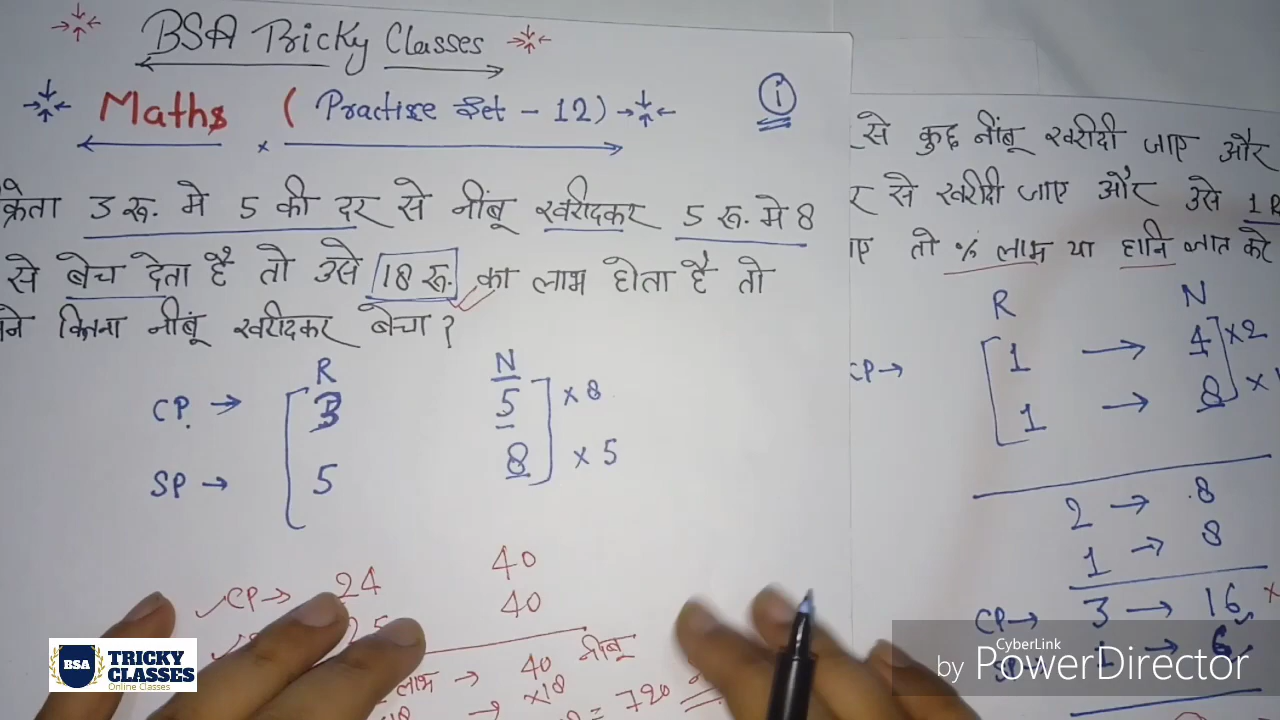 BSA Tricky Classes
Maths (Practise Set - 12)
i
क्रेता 3 रू. मे 5 की दर से नींबू खरीदकर 5 रू. मे 8
से बेच देता है तो उसे 18 रू. का लाभ होता है तो
ने कितना नींबू खरीदकर बेचा ?
R N
CP. → 3 5 × 8
SP → 5 8 × 5
CP → 24 40
25 40
लाभ → 40 नींबू
×18
= 720
से कुछ नींबू खरीदी जाए और
र से खरीदी जाए और उसे 1
तो % लाभ या हानि ज्ञात करो
R N
CP →
1 → 4 ×2
1 → 8 ×
2 → 8
1 → 8
CP → 3 → 16
BSA TRICKY CLASSES
Online Classes
CyberLink
by PowerDirector